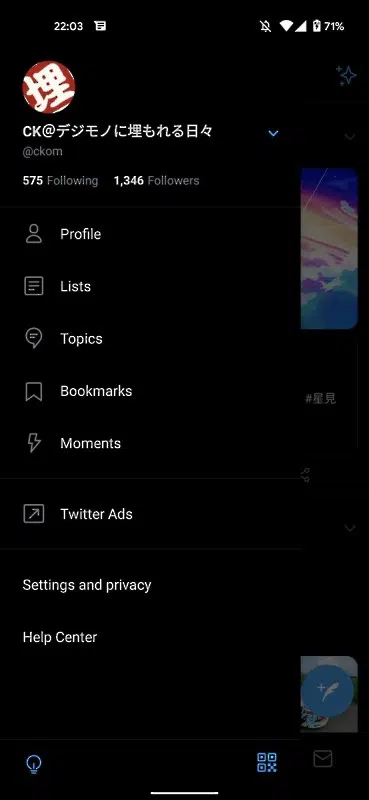 22:03
71%
埋
CK@デジモノに埋もれる日々
@ckom
575 Following 1,346 Followers
Profile
Lists
Topics
#星見
Bookmarks
Moments
Twitter Ads
Settings and privacy
Help Center